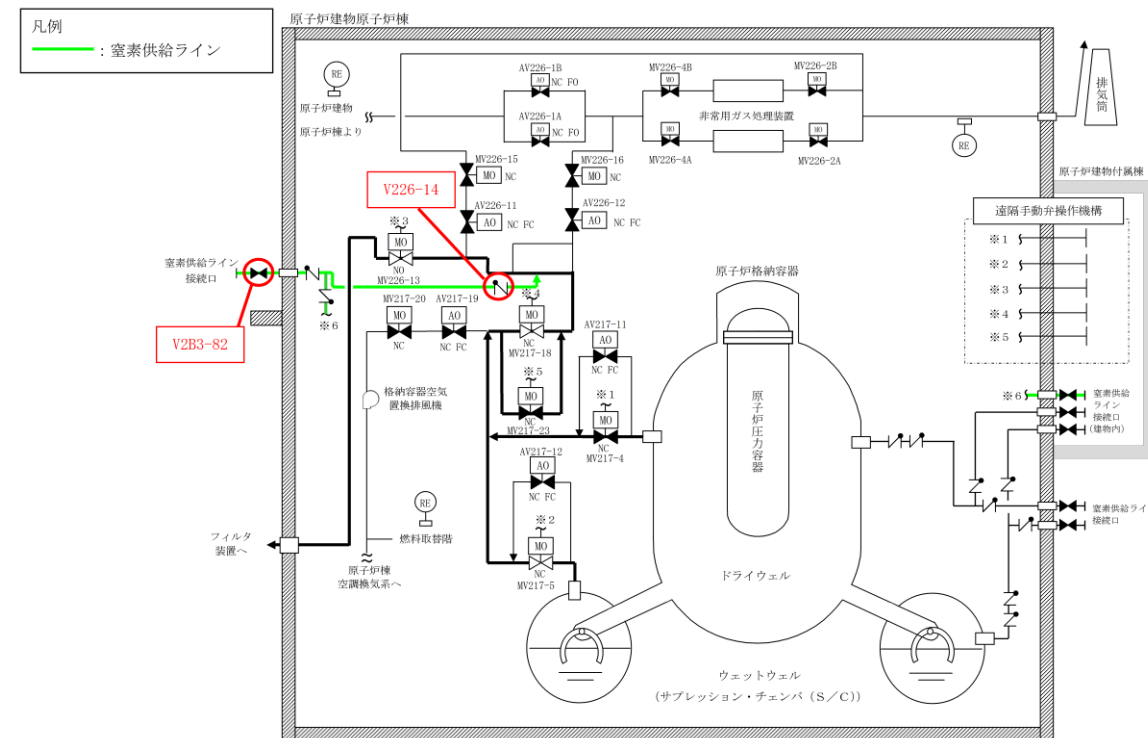 凡例
：窒素供給ライン
原子炉建物原子炉棟
RE
原子炉建物
原子炉棟より
AV226-1B
AO
NC FO
AV226-1A
AO
NC FO
MV226-4B
MO
MV226-2B
MO
非常用ガス処理装置
MO
MV226-4A
MO
MV226-2A
RE
排気筒
MV226-15
MO
NC
MV226-16
MO
NC
AV226-11
AO
NC FC
AV226-12
AO
NC FC
V226-14
原子炉建物付属棟
遠隔手動弁操作機構
※1
※2
※3
※4
※5
※3
MO
NO
MV226-13
窒素供給ライン
接続口
※6
V2B3-82
MV217-20
MO
NC
AV217-19
AO
NC FC
※4
MO
NC
MV217-18
※5
MO
NC
MV217-23
AV217-11
AO
NC FC
※1
MO
NC
MV217-4
AV217-12
AO
NC FC
※2
MO
NC
MV217-5
格納容器空気
置換排風機
RE
燃料取替階
原子炉棟
空調換気系へ
フィルタ
装置へ
原子炉格納容器
原子炉圧力容器
ドライウェル
ウェットウェル
（サプレッション・チェンバ（S／C））
※6
窒素供給
ライン
接続口
(建物内)
窒素供給ライン
接続口